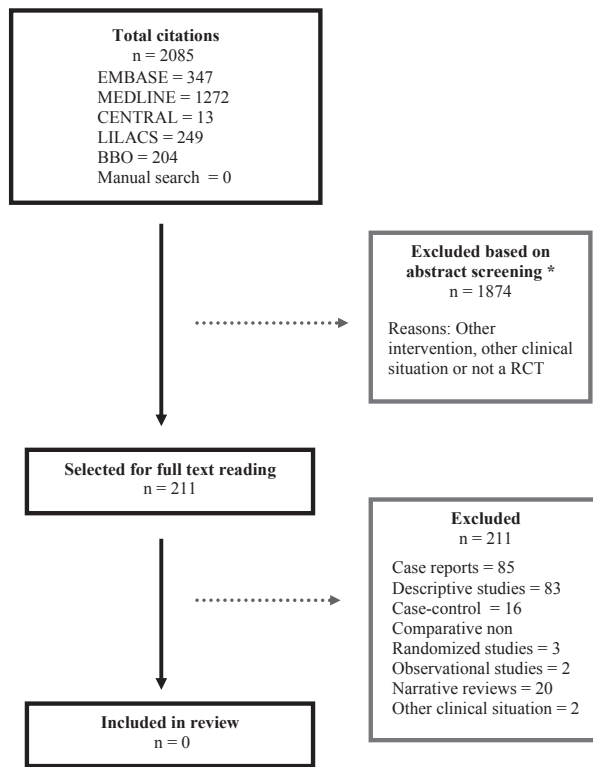 Total citations
n = 2085
EMBASE = 347
MEDLINE = 1272
CENTRAL = 13
LILACS = 249
BBO = 204
Manual search = 0
Excluded based on
abstract screening *
n = 1874
Reasons: Other
intervention, other clinical
situation or not a RCT
Selected for full text reading
n = 211
Excluded
n = 211
Case reports = 85
Descriptive studies = 83
Case-control = 16
Comparative non
Randomized studies = 3
Observational studies = 2
Narrative reviews = 20
Other clinical situation = 2
Included in review
n = 0